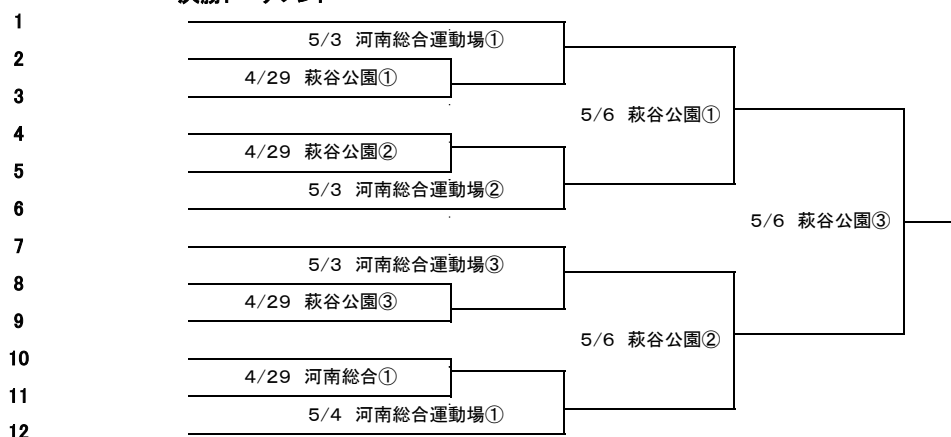 1
5/3 河南総合運動場①
2
4/29 萩谷公園①
3
5/6 萩谷公園①
4
4/29 萩谷公園②
5
5/3 河南総合運動場②
6
5/6 萩谷公園③
7
5/3 河南総合運動場③
8
4/29 萩谷公園③
9
5/6 萩谷公園②
10
4/29 河南総合①
11
5/4 河南総合運動場①
12